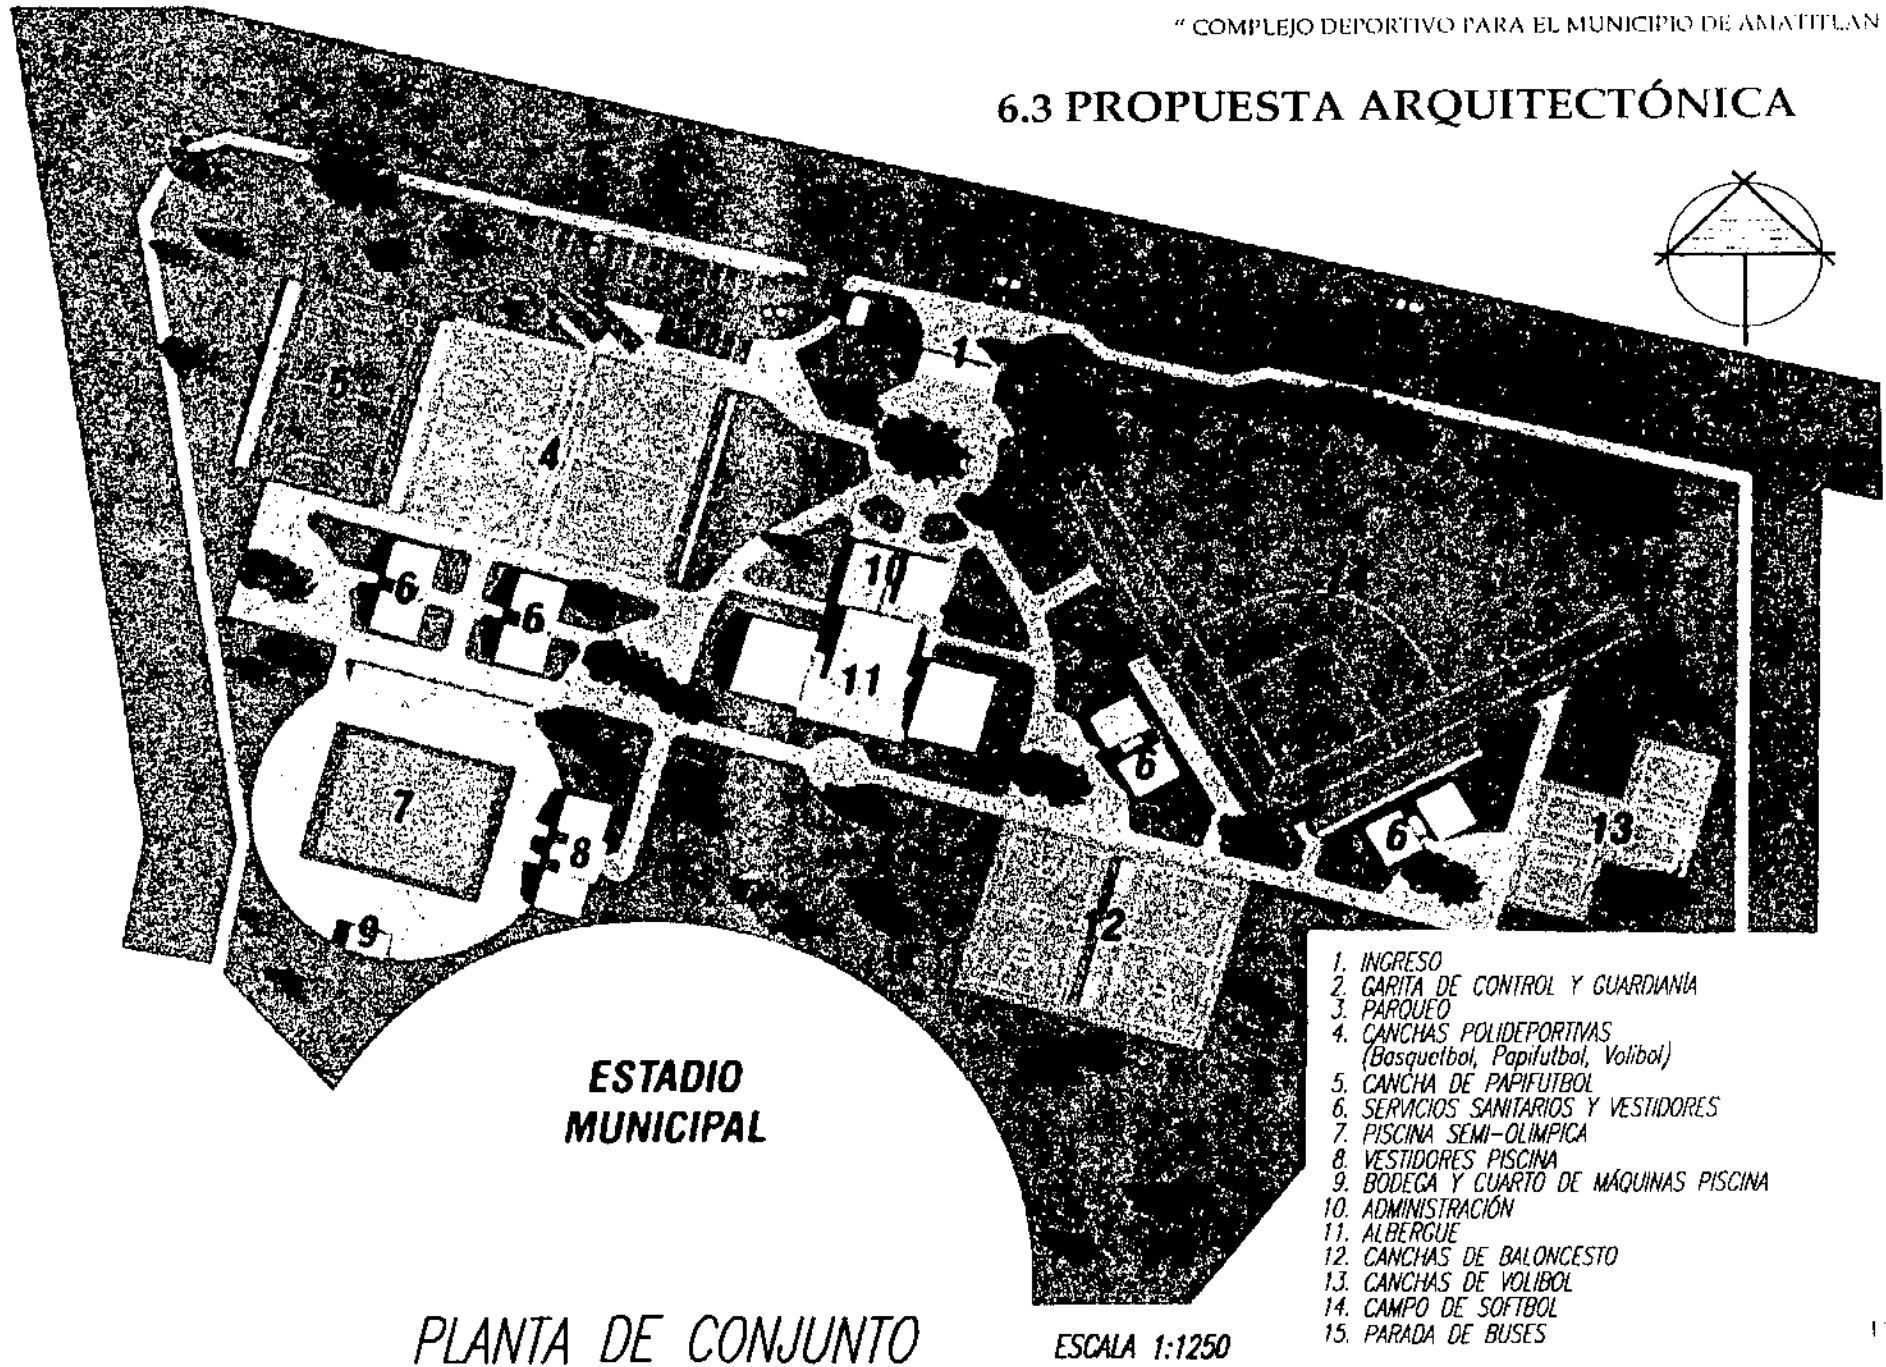 " COMPLEJO DEPORTIVO PARA EL MUNICIPIO DE AMATITLAN
6.3 PROPUESTA ARQUITECTÓNICA
1
5
4
10
6
6
11
6
7
8
6
13
9
12
ESTADIO
MUNICIPAL
1. INGRESO
2. GARITA DE CONTROL Y GUARDIANÍA
3. PARQUEO
4. CANCHAS POLIDEPORTIVAS
(Basquetbol, Papifutbol, Volibol)
5. CANCHA DE PAPIFUTBOL
6. SERVICIOS SANITARIOS Y VESTIDORES
7. PISCINA SEMI-OLIMPICA
8. VESTIDORES PISCINA
9. BODEGA Y CUARTO DE MÁQUINAS PISCINA
10. ADMINISTRACIÓN
11. ALBERGUE
12. CANCHAS DE BALONCESTO
13. CANCHAS DE VOLIBOL
14. CAMPO DE SOFTBOL
15. PARADA DE BUSES
PLANTA DE CONJUNTO
ESCALA 1:1250